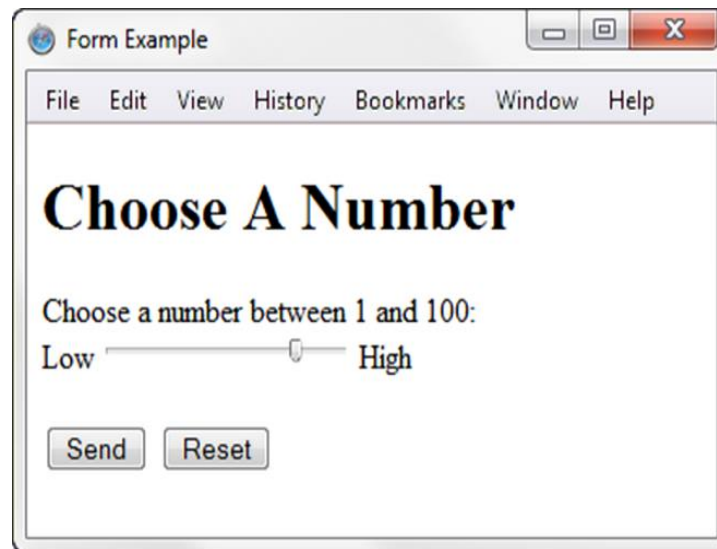 Form Example
File Edit View History Bookmarks Window Help
Choose A Number
Choose a number between 1 and 100:
Low High
Send Reset